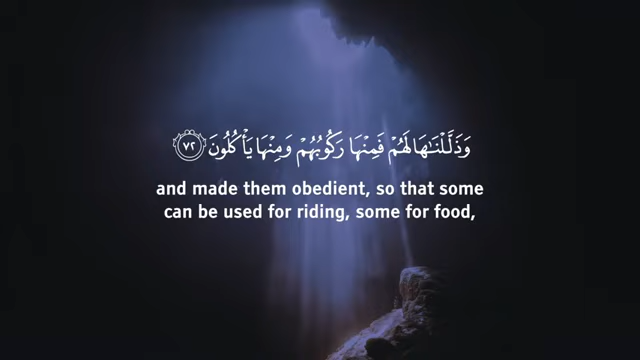 وَذَلَّلْنَـٰهَا لَهُمْ فَمِنْهَا رَكُوبُهُمْ وَمِنْهَا يَأْكُلُونَ ٧٢
and made them obedient, so that some
can be used for riding, some for food,